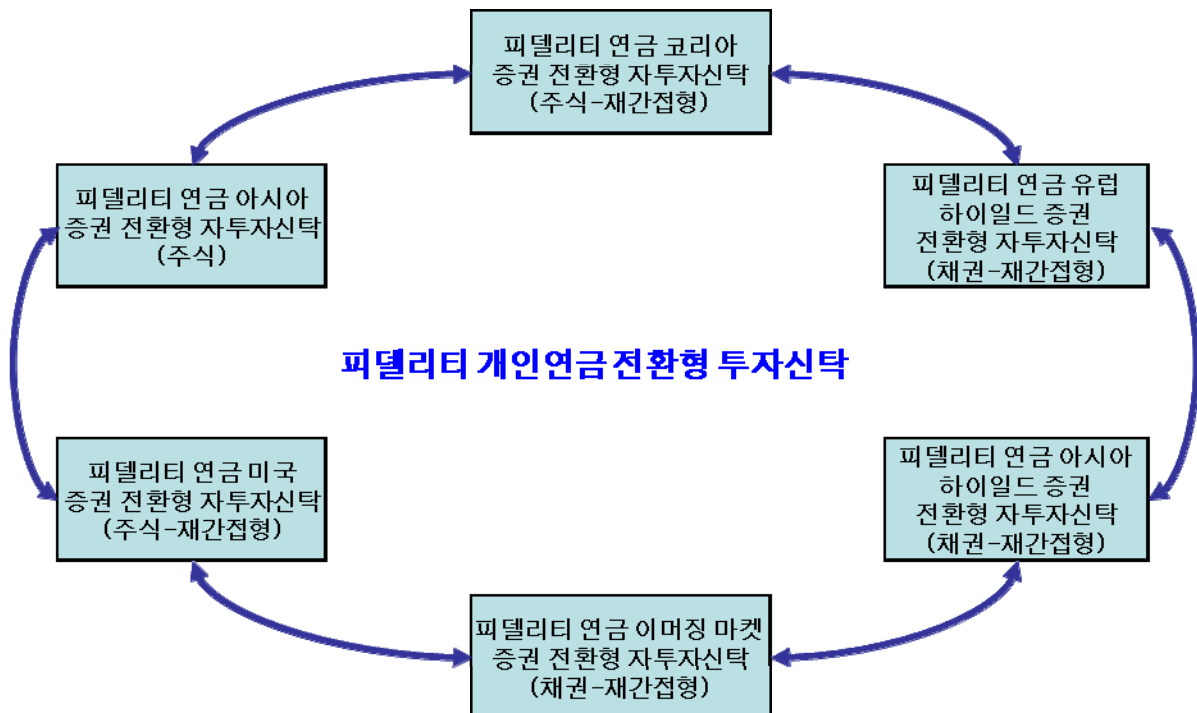 피델리티 연금 코리아
증권 전환형 자투자신탁
(주식-재간접형)
피델리티 연금 아시아
증권 전환형 자투자신탁
(주식)
피델리티 연금 유럽
하이일드 증권
전환형 자투자신탁
(채권-재간접형)
피델리티 개인연금 전환형 투자신탁
피델리티 연금 미국
증권 전환형 자투자신탁
(주식-재간접형)
피델리티 연금 아시아
하이일드 증권
전환형 자투자신탁
(채권-재간접형)
피델리티 연금 이머징 마켓
증권 전환형 자투자신탁
(채권-재간접형)